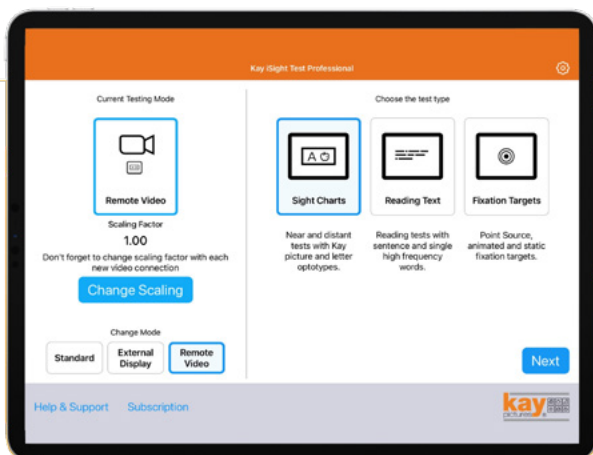 Kay iSight Test Professional
Current Testing Mode
Remote Video
Scaling Factor
1.00
Don't forget to change scaling factor with each
new video connection
Change Scaling
Change Mode
Standard
External
Display
Remote
Video
Choose the test type
A
Sight Charts
Near and distant
tests with Kay
picture and letter
optotypes.
Reading Text
Reading tests with
sentence and single
high frequency
words.
Fixation Targets
Point Source,
animated and static
fixation targets.
Next
Help & Support
Subscription
kay
pictures